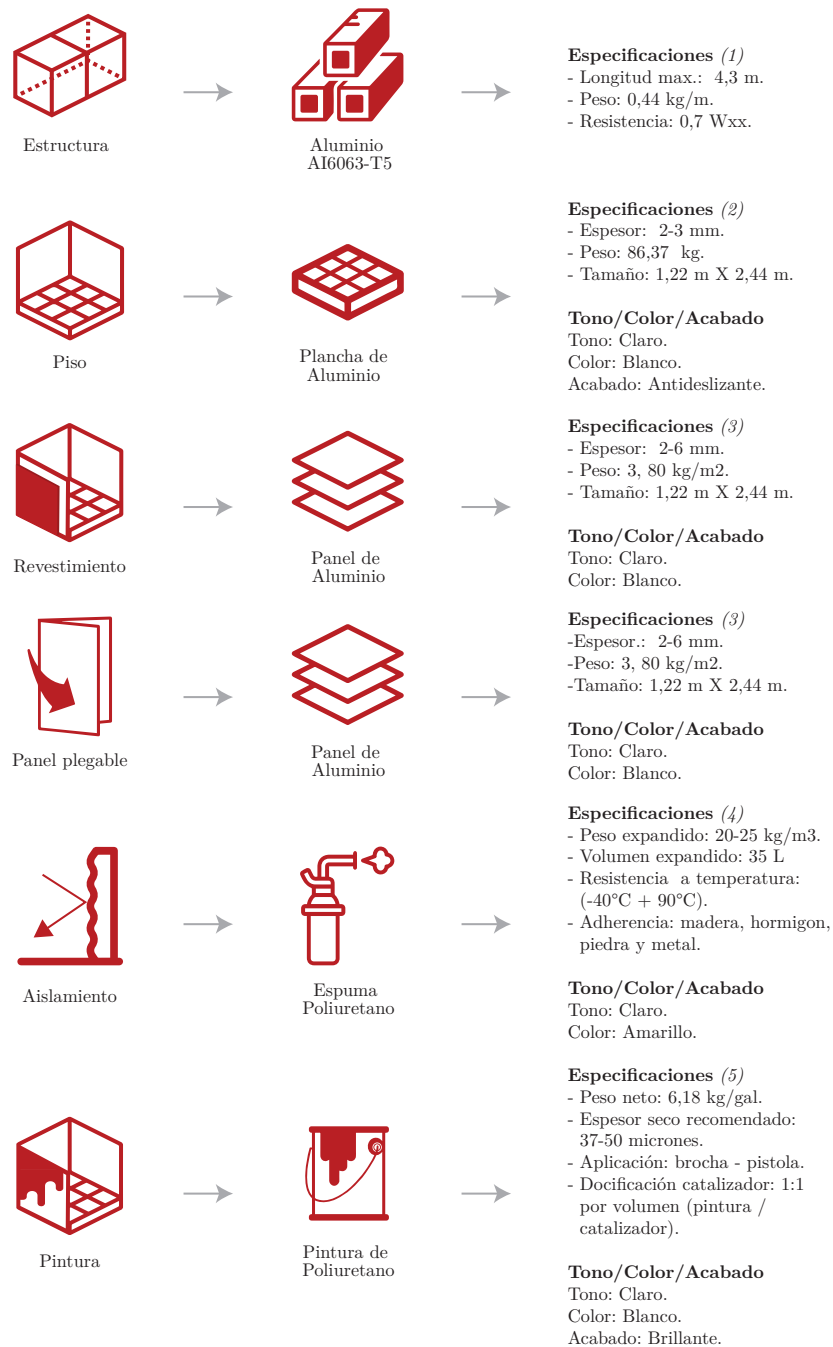 Estructura
Aluminio
AI6063-T5
Especificaciones (1)
- Longitud max.: 4,3 m.
- Peso: 0,44 kg/m.
- Resistencia: 0,7 Wxx.
Piso
Plancha de
Aluminio
Especificaciones (2)
- Espesor: 2-3 mm.
- Peso: 86,37 kg.
- Tamaño: 1,22 m X 2,44 m.
Tono/Color/Acabado
Tono: Claro.
Color: Blanco.
Acabado: Antideslizante.
Revestimiento
Panel de
Aluminio
Especificaciones (3)
- Espesor: 2-6 mm.
- Peso: 3, 80 kg/m2.
- Tamaño: 1,22 m X 2,44 m.
Tono/Color/Acabado
Tono: Claro.
Color: Blanco.
Panel plegable
Panel de
Aluminio
Especificaciones (3)
-Espesor.: 2-6 mm.
-Peso: 3, 80 kg/m2.
-Tamaño: 1,22 m X 2,44 m.
Tono/Color/Acabado
Tono: Claro.
Color: Blanco.
Aislamiento
Espuma
Poliuretano
Especificaciones (4)
- Peso expandido: 20-25 kg/m3.
- Volumen expandido: 35 L
- Resistencia a temperatura:
(-40°C + 90°C).
- Adherencia: madera, hormigon,
piedra y metal.
Tono/Color/Acabado
Tono: Claro.
Color: Amarillo.
Pintura
Pintura de
Poliuretano
Especificaciones (5)
- Peso neto: 6,18 kg/gal.
- Espesor seco recomendado:
37-50 micrones.
- Aplicación: brocha - pistola.
- Docificación catalizador: 1:1
por volumen (pintura /
catalizador).
Tono/Color/Acabado
Tono: Claro.
Color: Blanco.
Acabado: Brillante.